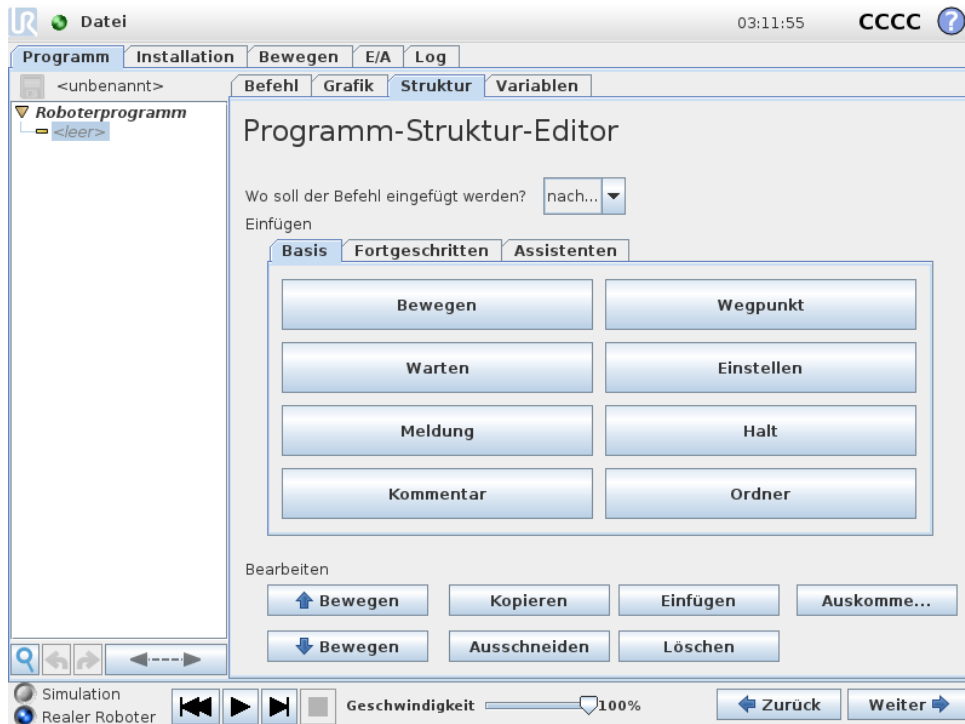 UR Datei 03:11:55 CCCC ?
Programm Installation Bewegen E/A Log
<unbenannt> Befehl Grafik Struktur Variablen
Roboterprogramm
<leer>
Programm-Struktur-Editor
Wo soll der Befehl eingefügt werden? nach...
Einfügen
Basis Fortgeschritten Assistenten
Bewegen Wegpunkt
Warten Einstellen
Meldung Halt
Kommentar Ordner
Bearbeiten
Bewegen Kopieren Einfügen Auskomme...
Bewegen Ausschneiden Löschen
Simulation
Realer Roboter
Geschwindigkeit 100% Zurück Weiter